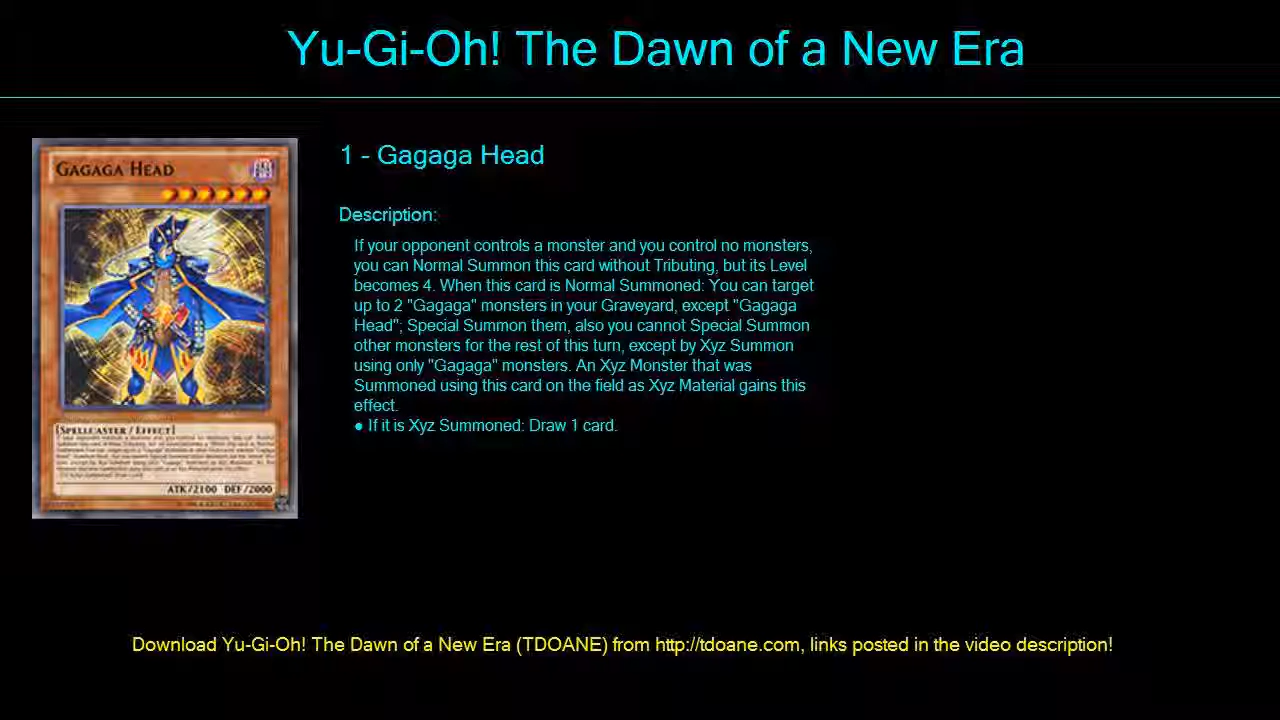 Yu-Gi-Oh! The Dawn of a New Era
GAGAGA HEAD
[SPELLCASTER / EFFECT]
ATK/2100 DEF/2000
1 - Gagaga Head
Description:
If your opponent controls a monster and you control no monsters,
you can Normal Summon this card without Tributing, but its Level
becomes 4. When this card is Normal Summoned: You can target
up to 2 "Gagaga" monsters in your Graveyard, except "Gagaga
Head"; Special Summon them, also you cannot Special Summon
other monsters for the rest of this turn, except by Xyz Summon
using only "Gagaga" monsters. An Xyz Monster that was
Summoned using this card on the field as Xyz Material gains this
effect.
● If it is Xyz Summoned: Draw 1 card.
Download Yu-Gi-Oh! The Dawn of a New Era (TDOANE) from http://tdoane.com, links posted in the video description!